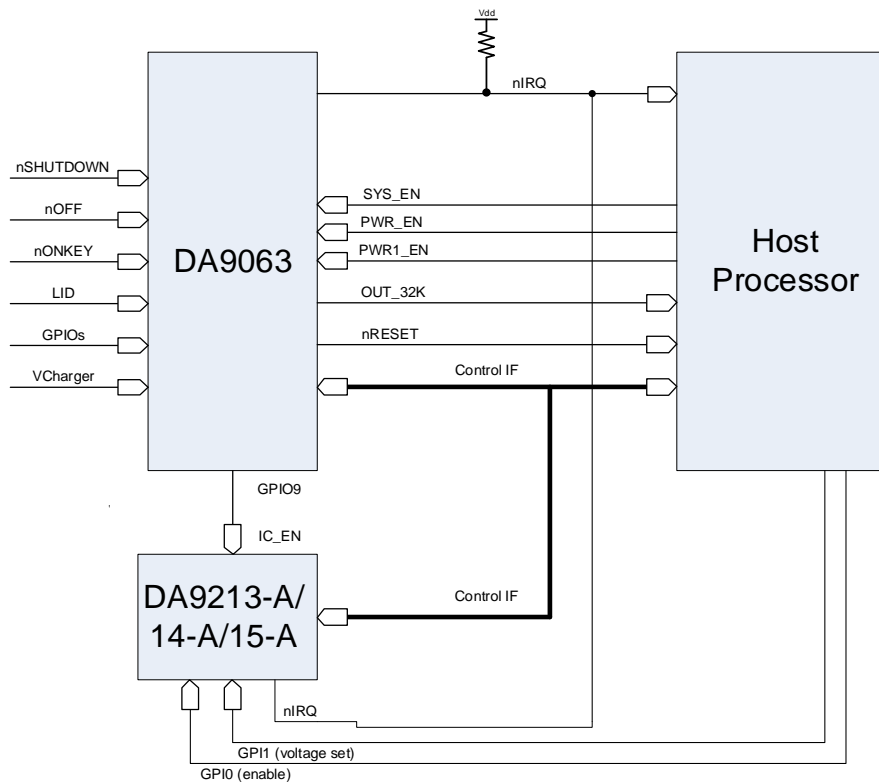 Vdd
nIRQ
nSHUTDOWN
nOFF
nONKEY
LID
GPIOs
VCharger
DA9063
SYS_EN
PWR_EN
PWR1_EN
OUT_32K
nRESET
Control IF
Host
Processor
GPIO9
IC_EN
DA9213-A/
14-A/15-A
Control IF
nIRQ
GPI1 (voltage set)
GPI0 (enable)